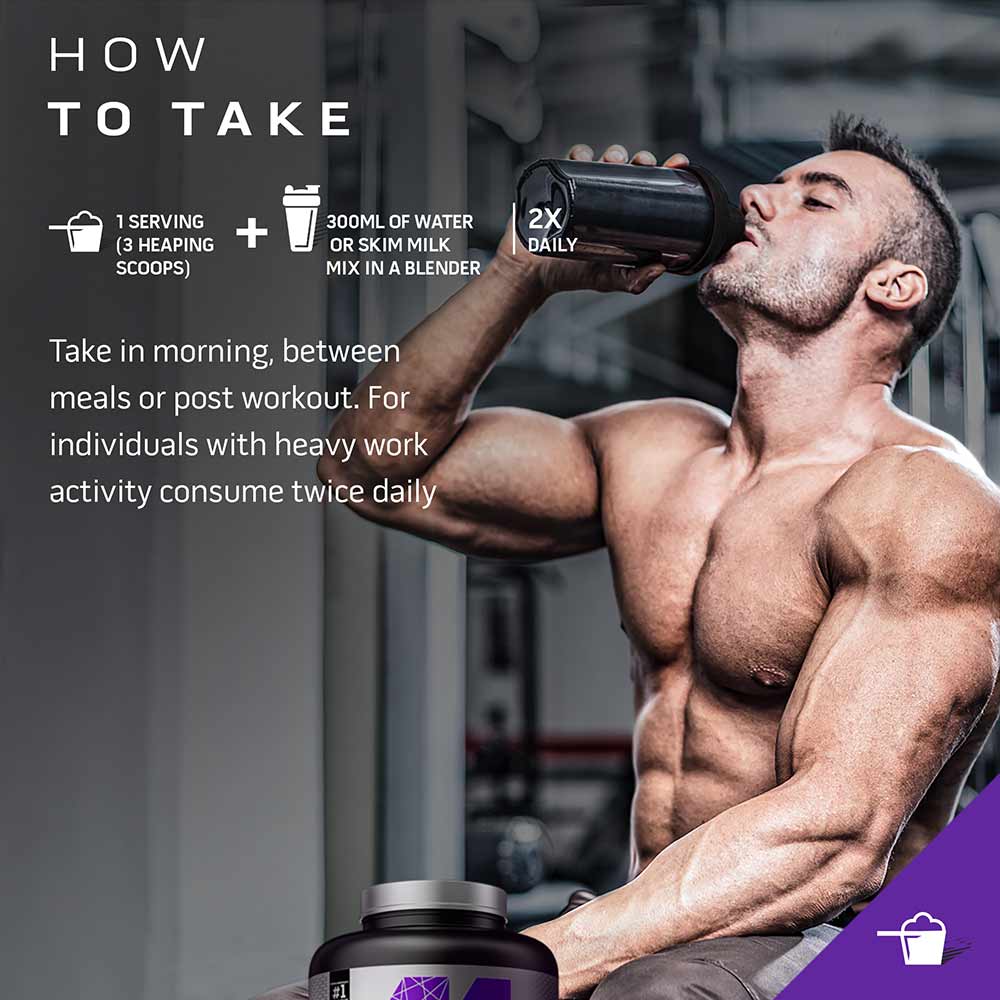 HOW
TO TAKE
1 SERVING
(3 HEAPING
SCOOPS)
+
300ML OF WATER
OR SKIM MILK
MIX IN A BLENDER
2X
DAILY
Take in morning, between
meals or post workout. For
individuals with heavy work
activity consume twice daily
#1